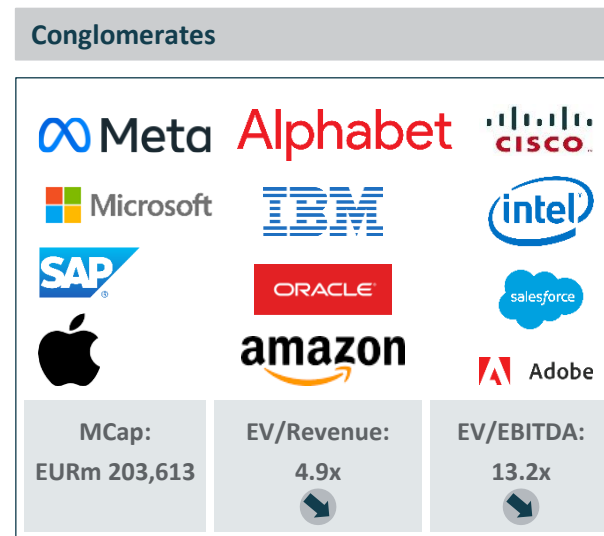 Conglomerates
Meta Alphabet CISCO
Microsoft IBM intel
SAP ORACLE salesforce
amazon Adobe
MCap: EV/Revenue: EV/EBITDA:
EURm 203,613 4.9x 13.2x